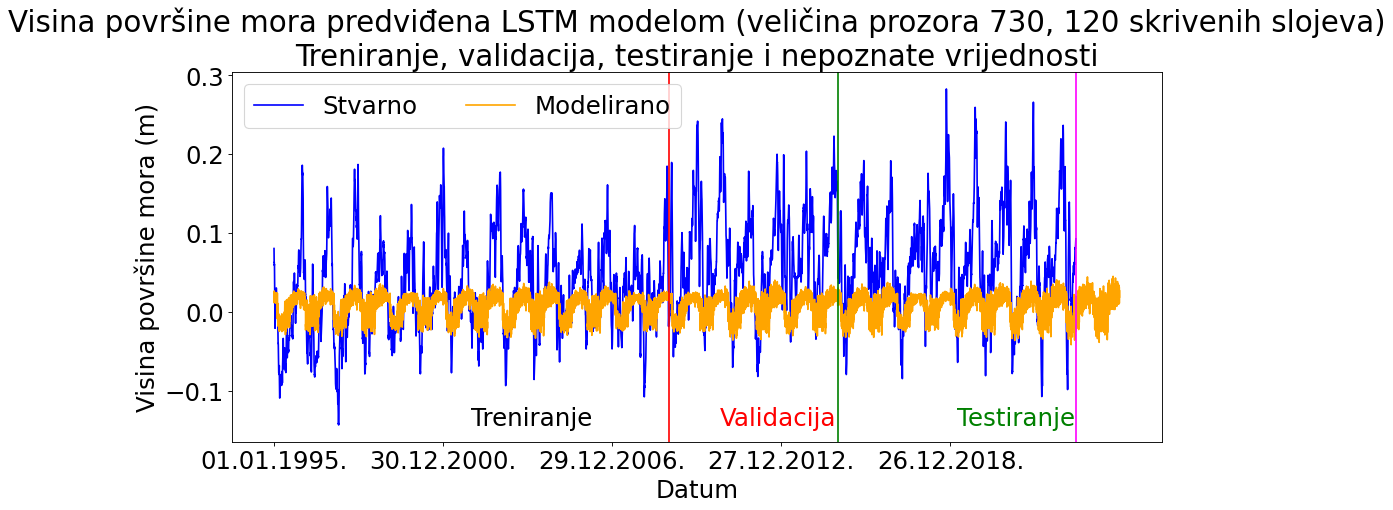 Visina površine mora predviđena LSTM modelom (veličina prozora 730, 120 skrivenih slojeva)
Treniranje, validacija, testiranje i nepoznate vrijednosti
Stvarno
Modelirano
Visina površine mora (m)
0.3
0.2
0.1
0.0
−0.1
Treniranje
Validacija
Testiranje
01.01.1995.
30.12.2000.
29.12.2006.
27.12.2012.
26.12.2018.
Datum